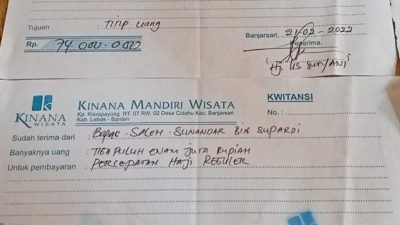 Tujuan : TITIP UANG
Rp. 74.000.000
Banjarsari, 21-02-2022
Penerima,
KINANA
WISATA
KINANA MANDIRI WISATA
RT. 07 RW. 02 Desa Cidahu Kec. Banjarsari
Kab. Lebak - Banten
KWITANSI
No. :
Sudah terima dari : BAPAK SALEH SUNANDAR BIN SUPARDI
Banyaknya uang : TIGA PULUH ENAM JUTA RUPIAH
Untuk pembayaran : PERCEPATAN HAJI REGULER